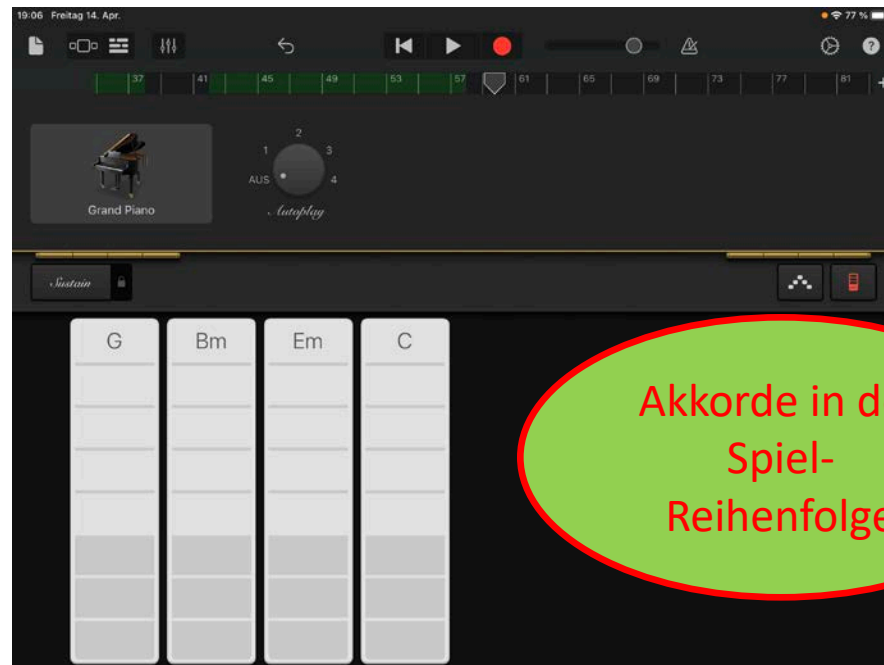 19:06 Freitag 14. Apr. 77 %
37 41 45 49 53 57 61 65 69 73 77 81 +
2
1 3
AUS 4
Grand Piano Autoplay
Sustain
G Bm Em C
Akkorde in d
Spiel-
Reihenfolge